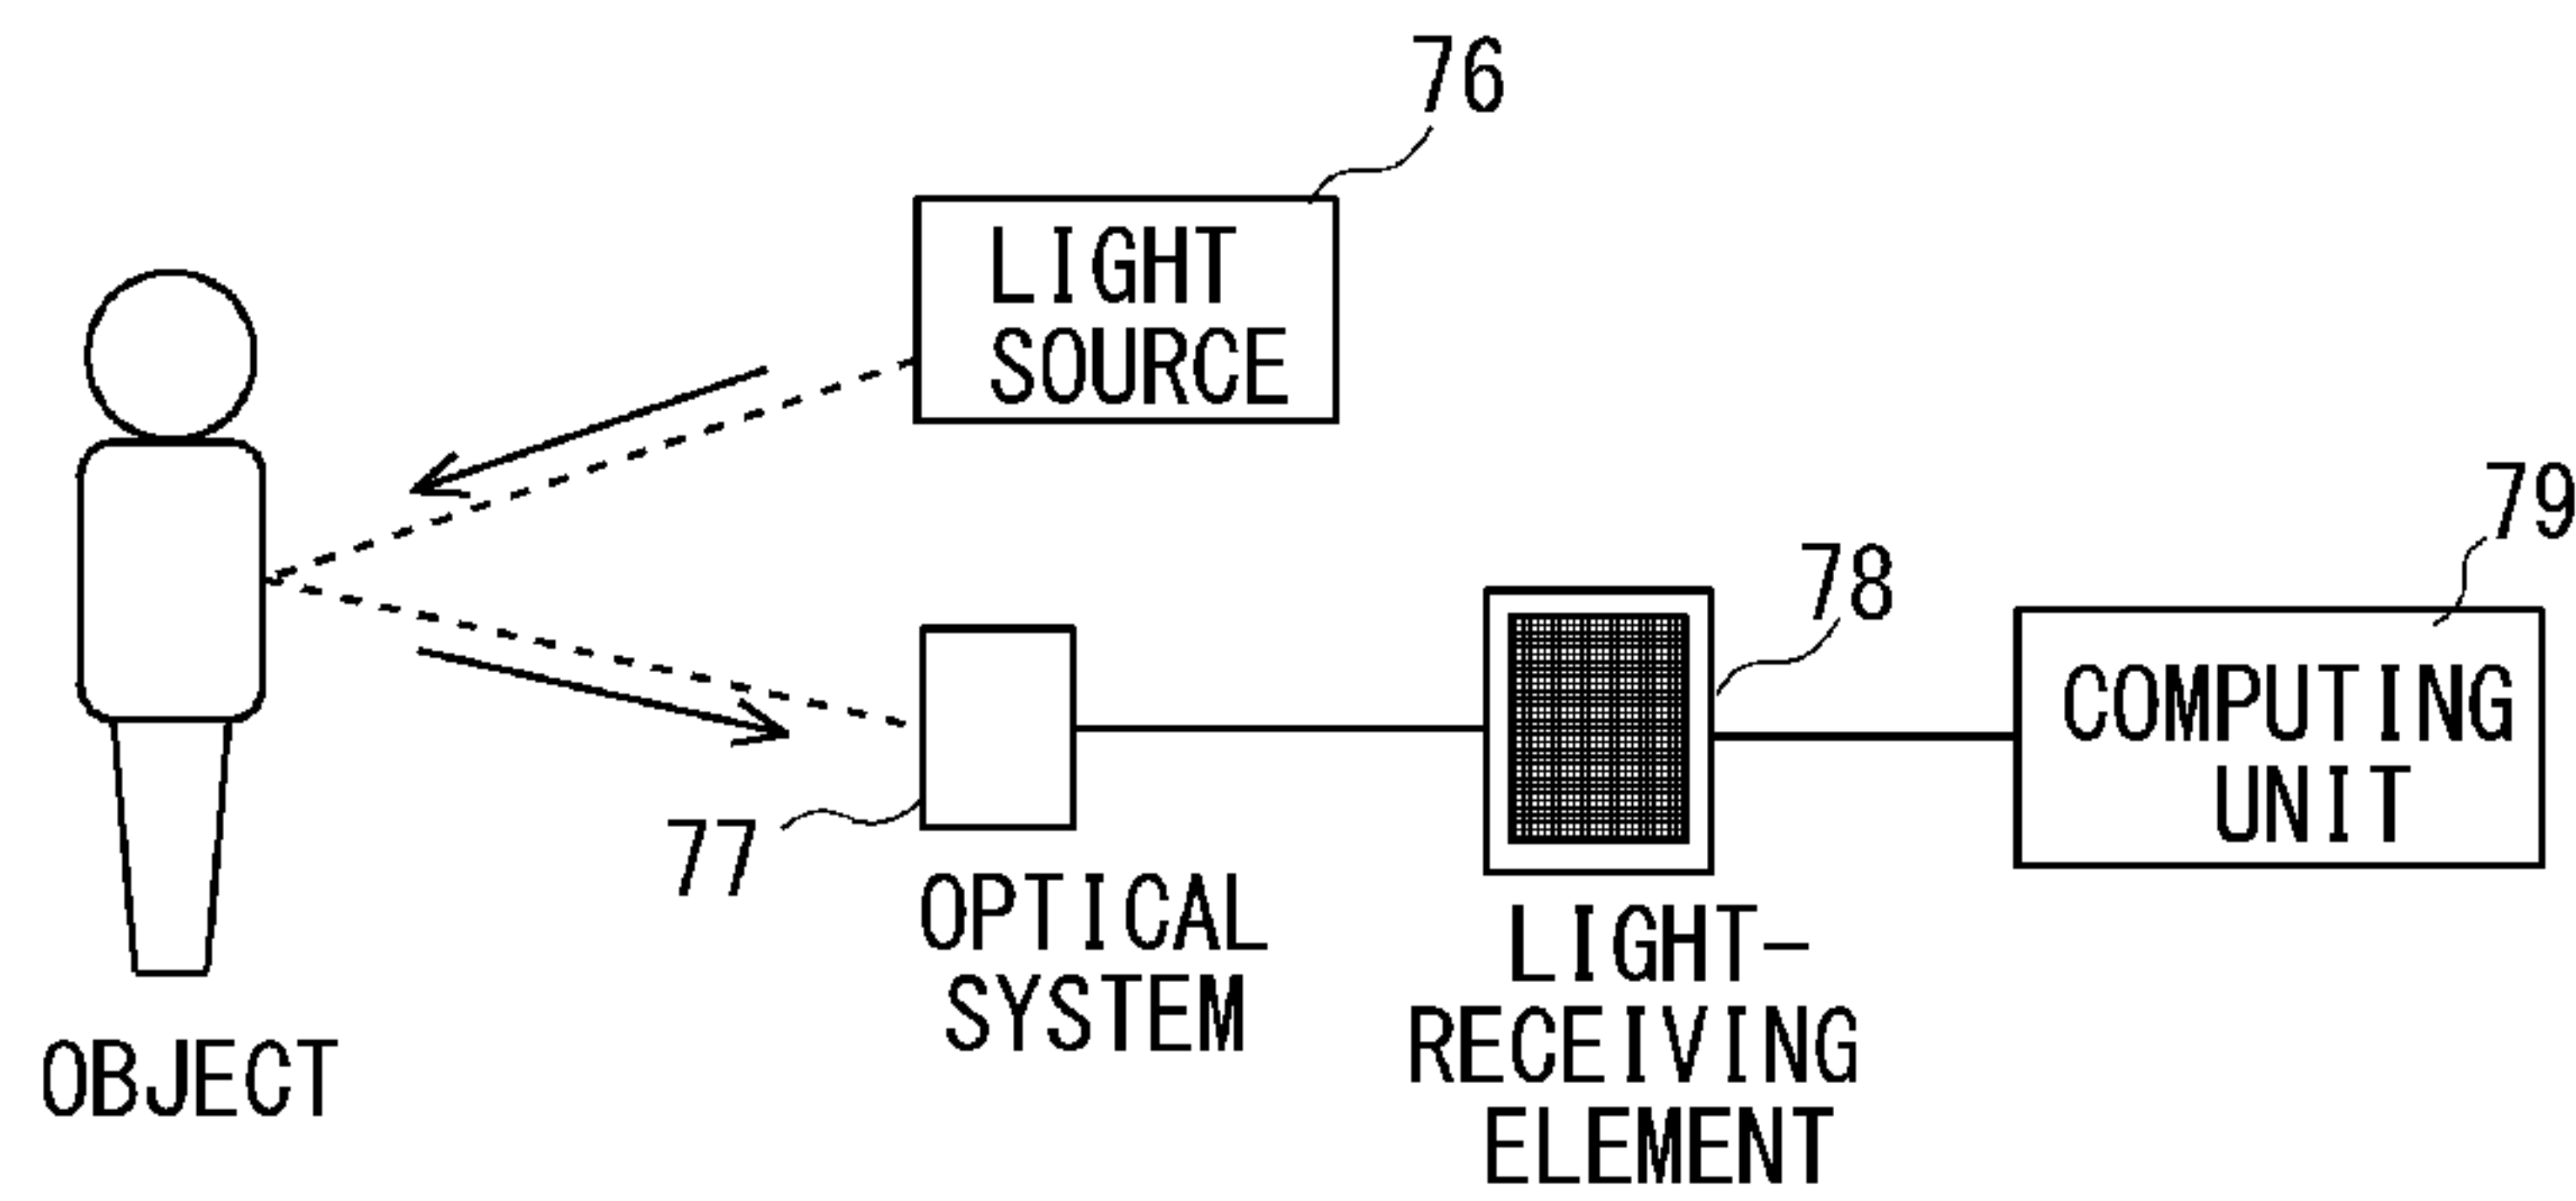 76
LIGHT
SOURCE
79
78
COMPUTING
UNIT
77
OPTICAL
SYSTEM
LIGHT-
RECEIVING
ELEMENT
OBJECT